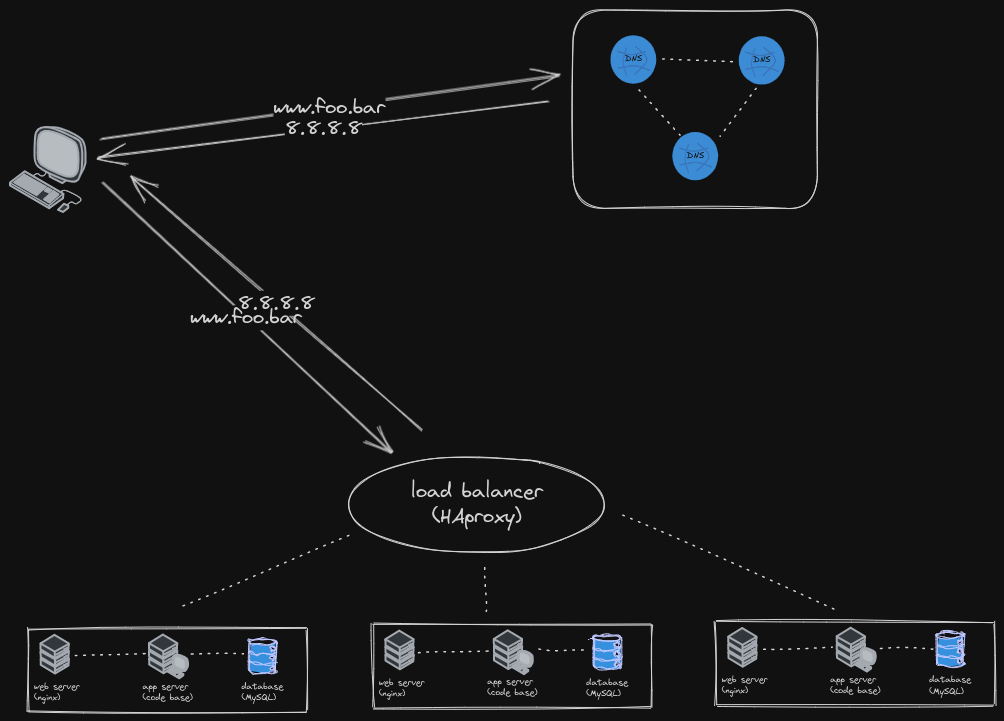 DNS
DNS
DNS
www.foo.bar
8.8.8.8
8.8.8.8
www.foo.bar
load balancer
(HAproxy)
web server
(nginx)
app server
(code base)
database
(MySQL)
web server
(nginx)
app server
(code base)
database
(MySQL)
web server
(nginx)
app server
(code base)
database
(MySQL)